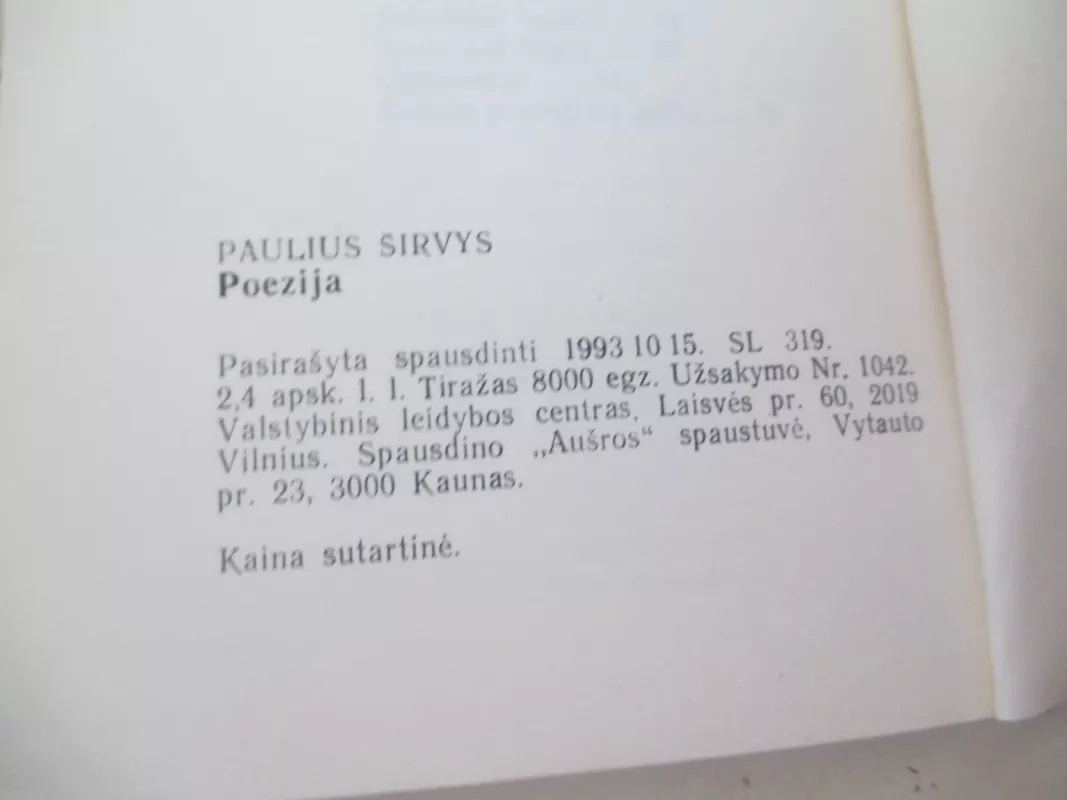 PAULIUS ŠIRVYS
Poezija
Pasirašyta spausdinti 1993 10 15. SL 319.
2,4 apsk. l. l. Tiražas 8000 egz. Užsakymo Nr. 1042.
Valstybinis leidybos centras, Laisvės pr. 60, 2019
Vilnius. Spausdino „Aušros“ spaustuvė, Vytauto
pr. 23, 3000 Kaunas.
Kaina sutartinė.